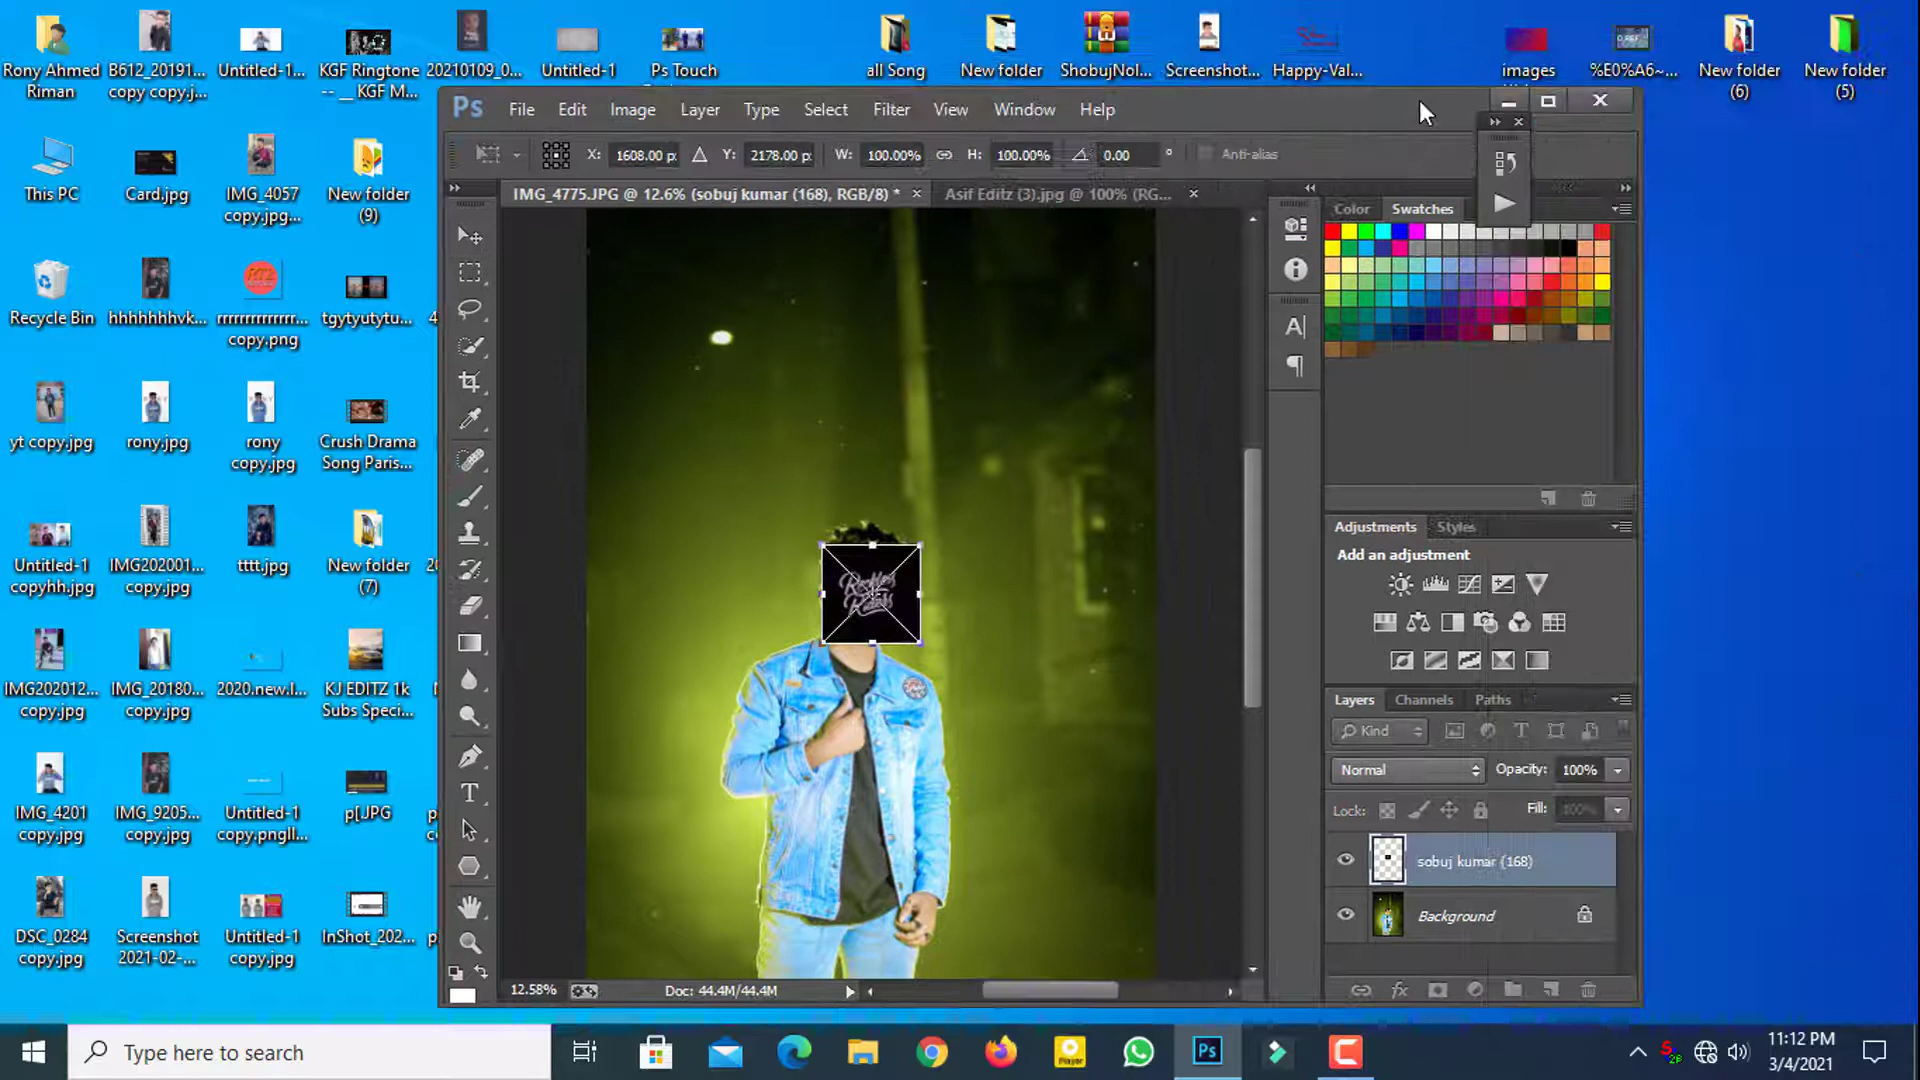 Rony Ahmed Riman
B612_20191... copy copy.j...
Untitled-1...
KGF Ringtone -- __ KGF M...
20210109_0...
Untitled-1
Ps Touch
all Song
New folder
ShobujNol...
Screenshot...
Happy-Val...
images
%E0%A6~...
New folder (6)
New folder (5)
Ps
File Edit Image Layer Type Select Filter View Window Help
X: 1608.00 p Y: 2178.00 p W: 100.00% H: 100.00% 0.00 ° Anti-alias
IMG_4775.JPG @ 12.6% (sobuj kumar (168), RGB/8) * ×
Asif Editz (3).jpg @ 100% (RG... ×
This PC
Card.jpg
IMG_4057 copy.jpg...
New folder (9)
Color Swatches
Recycle Bin
hhhhhhhvk...
rrrrrrrrrrrrrr... copy.png
tgytyutytu...
yt copy.jpg
rony.jpg
rony copy.jpg
Crush Drama Song Paris...
Untitled-1 copyhh.jpg
IMG202001... copy.jpg
tttt.jpg
New folder (7)
Adjustments Styles
Add an adjustment
Reckless
IMG202012... copy.jpg
IMG_20180... copy.jpg
2020.new.l...
KJ EDITZ 1k Subs Speci...
Layers Channels Paths
Kind
Normal Opacity: 100%
Lock: Fill: 100%
IMG_4201 copy.jpg
IMG_9205... copy.jpg
Untitled-1 copy.pngll...
p[.JPG
sobuj kumar (168)
Background
DSC_0284 copy.jpg
Screenshot 2021-02-...
Untitled-1 copy.jpg
InShot_202...
12.58% Doc: 44.4M/44.4M
Type here to search
Player
Ps
11:12 PM
3/4/2021